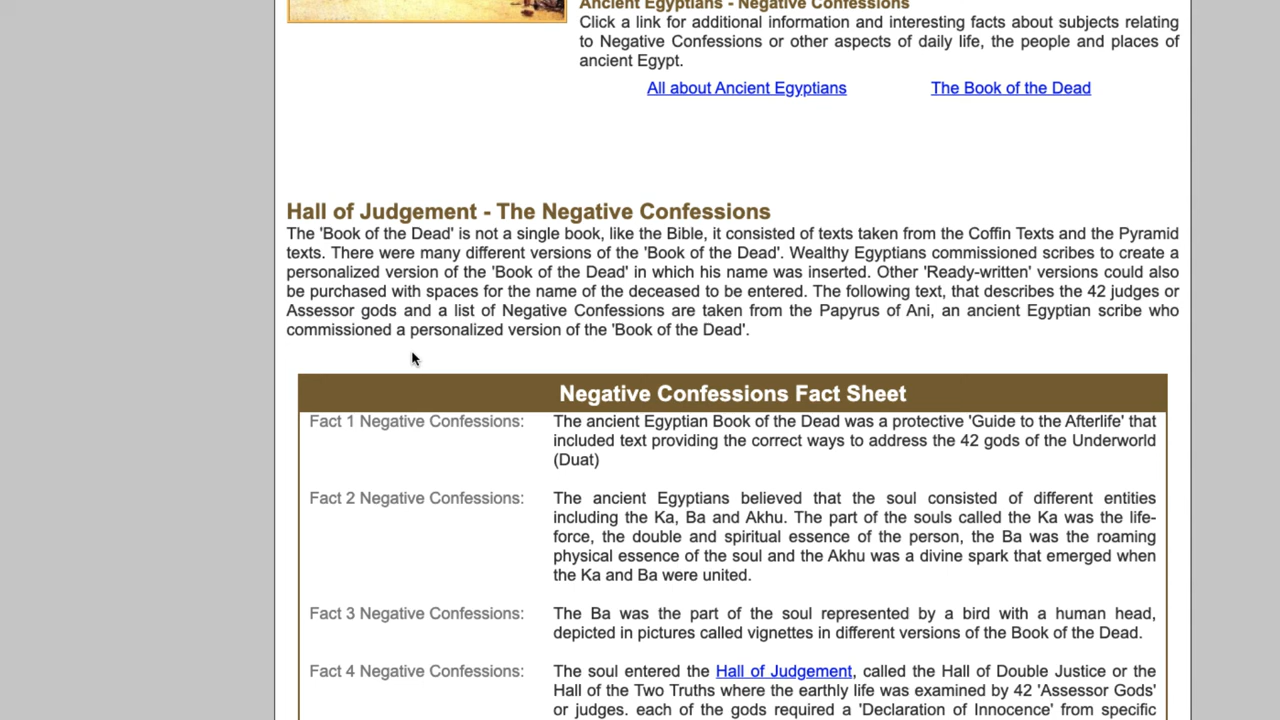 Ancient Egyptians - Negative Confessions
Click a link for additional information and interesting facts about subjects relating
to Negative Confessions or other aspects of daily life, the people and places of
ancient Egypt.
All about Ancient Egyptians The Book of the Dead
Hall of Judgement - The Negative Confessions
The 'Book of the Dead' is not a single book, like the Bible, it consisted of texts taken from the Coffin Texts and the Pyramid
texts. There were many different versions of the 'Book of the Dead'. Wealthy Egyptians commissioned scribes to create a
personalized version of the 'Book of the Dead' in which his name was inserted. Other 'Ready-written' versions could also
be purchased with spaces for the name of the deceased to be entered. The following text, that describes the 42 judges or
Assessor gods and a list of Negative Confessions are taken from the Papyrus of Ani, an ancient Egyptian scribe who
commissioned a personalized version of the 'Book of the Dead'.
Negative Confessions Fact Sheet
Fact 1 Negative Confessions: The ancient Egyptian Book of the Dead was a protective 'Guide to the Afterlife' that
included text providing the correct ways to address the 42 gods of the Underworld
(Duat)
Fact 2 Negative Confessions: The ancient Egyptians believed that the soul consisted of different entities
including the Ka, Ba and Akhu. The part of the souls called the Ka was the life-
force, the double and spiritual essence of the person, the Ba was the roaming
physical essence of the soul and the Akhu was a divine spark that emerged when
the Ka and Ba were united.
Fact 3 Negative Confessions: The Ba was the part of the soul represented by a bird with a human head,
depicted in pictures called vignettes in different versions of the Book of the Dead.
Fact 4 Negative Confessions: The soul entered the Hall of Judgement, called the Hall of Double Justice or the
Hall of the Two Truths where the earthly life was examined by 42 'Assessor Gods'
or judges. each of the gods required a 'Declaration of Innocence' from specific